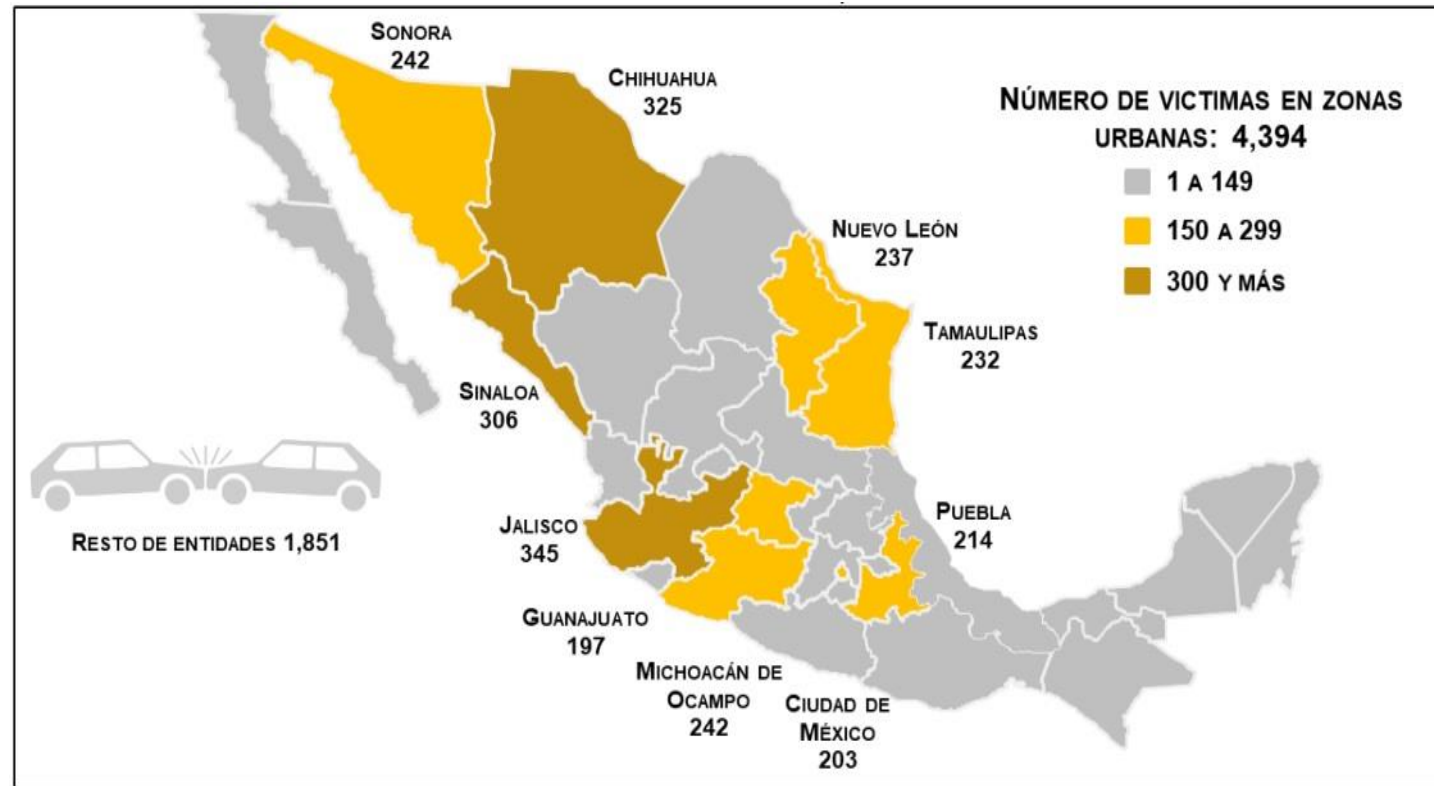 SONORA
242
CHIHUAHUA
325
NÚMERO DE VICTIMAS EN ZONAS
URBANAS: 4,394
1 A 149
150 A 299
300 Y MÁS
NUEVO LEÓN
237
TAMAULIPAS
232
SINALOA
306
RESTO DE ENTIDADES 1,851
JALISCO
345
PUEBLA
214
GUANAJUATO
197
MICHOACÁN DE
OCAMPO
242
CIUDAD DE
MÉXICO
203